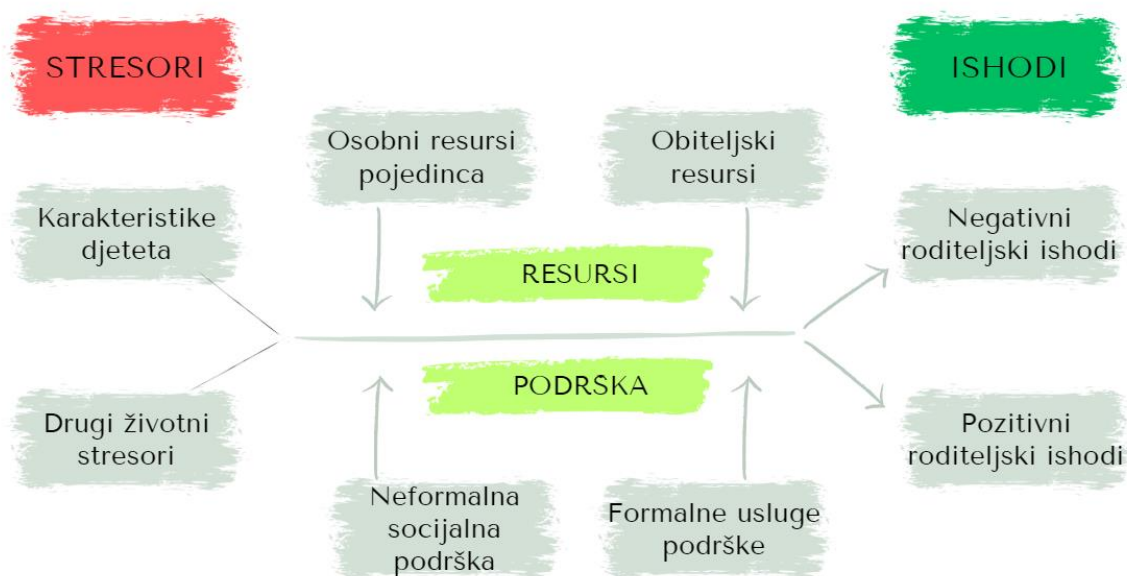 STRESORI
ISHODI
Osobni resursi
pojedinca
Obiteljski
resursi
Karakteristike
djeteta
Negativni
roditeljski ishodi
RESURSI
PODRŠKA
Drugi životni
stresori
Pozitivni
roditeljski ishodi
Neformalna
socijalna
podrška
Formalne usluge
podrške